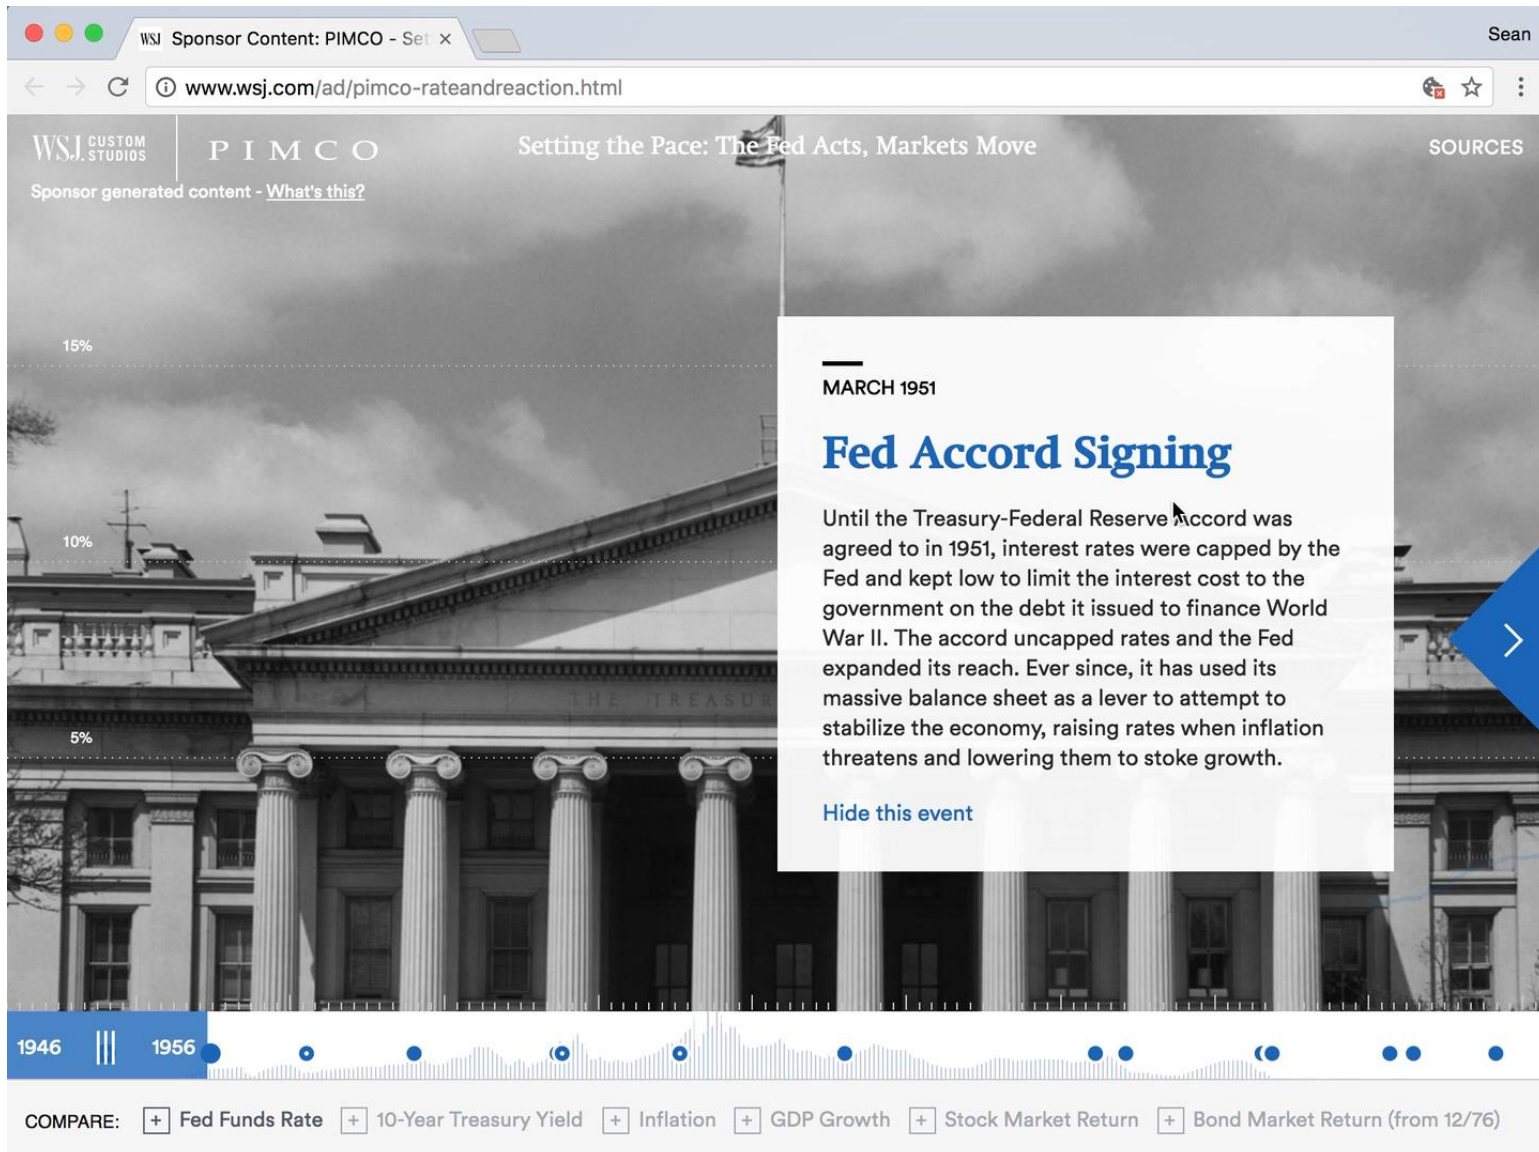 WSJ Sponsor Content: PIMCO - Set
Sean
www.wsj.com/ad/pimco-rateandreaction.html
WSJ. CUSTOM STUDIOS
PIMCO
Setting the Pace: The Fed Acts, Markets Move
SOURCES
Sponsor generated content - What's this?
15%
MARCH 1951
Fed Accord Signing
Until the Treasury-Federal Reserve Accord was
agreed to in 1951, interest rates were capped by the
Fed and kept low to limit the interest cost to the
government on the debt it issued to finance World
War II. The accord uncapped rates and the Fed
expanded its reach. Ever since, it has used its
massive balance sheet as a lever to attempt to
stabilize the economy, raising rates when inflation
threatens and lowering them to stoke growth.
Hide this event
10%
THE TREASUR
5%
1946
1956
COMPARE:
Fed Funds Rate
10-Year Treasury Yield
Inflation
GDP Growth
Stock Market Return
Bond Market Return (from 12/76)